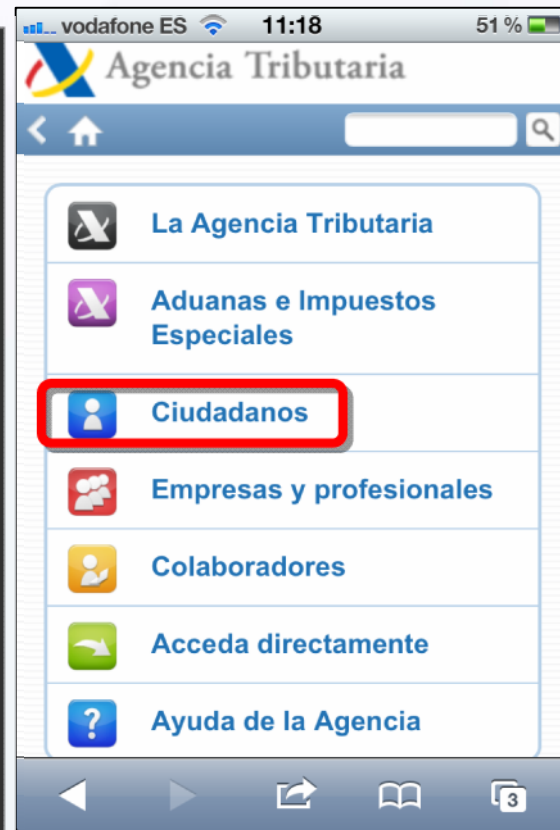 vodafone ES 11:18 51 %
Agencia Tributaria
La Agencia Tributaria
Aduanas e Impuestos
Especiales
Ciudadanos
Empresas y profesionales
Colaboradores
Acceda directamente
?
Ayuda de la Agencia
3